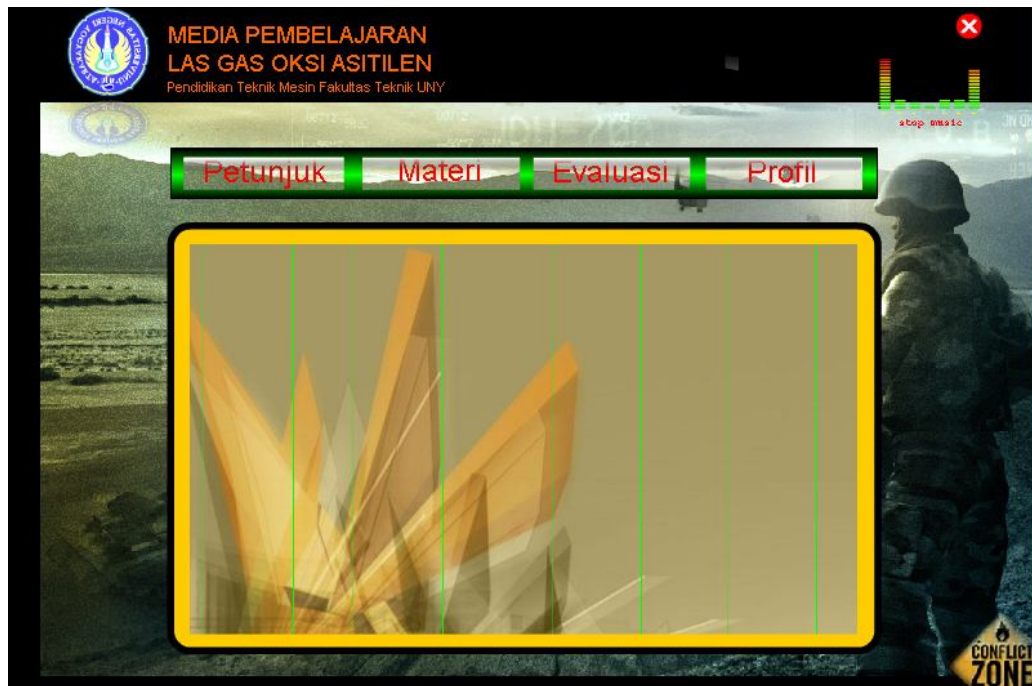 MEDIA PEMBELAJARAN
LAS GAS OKSI ASITILEN
Pendidikan Teknik Mesin Fakultas Teknik UNY
stop music
Petunjuk
Materi
Evaluasi
Profil
CONFLICT
ZONE